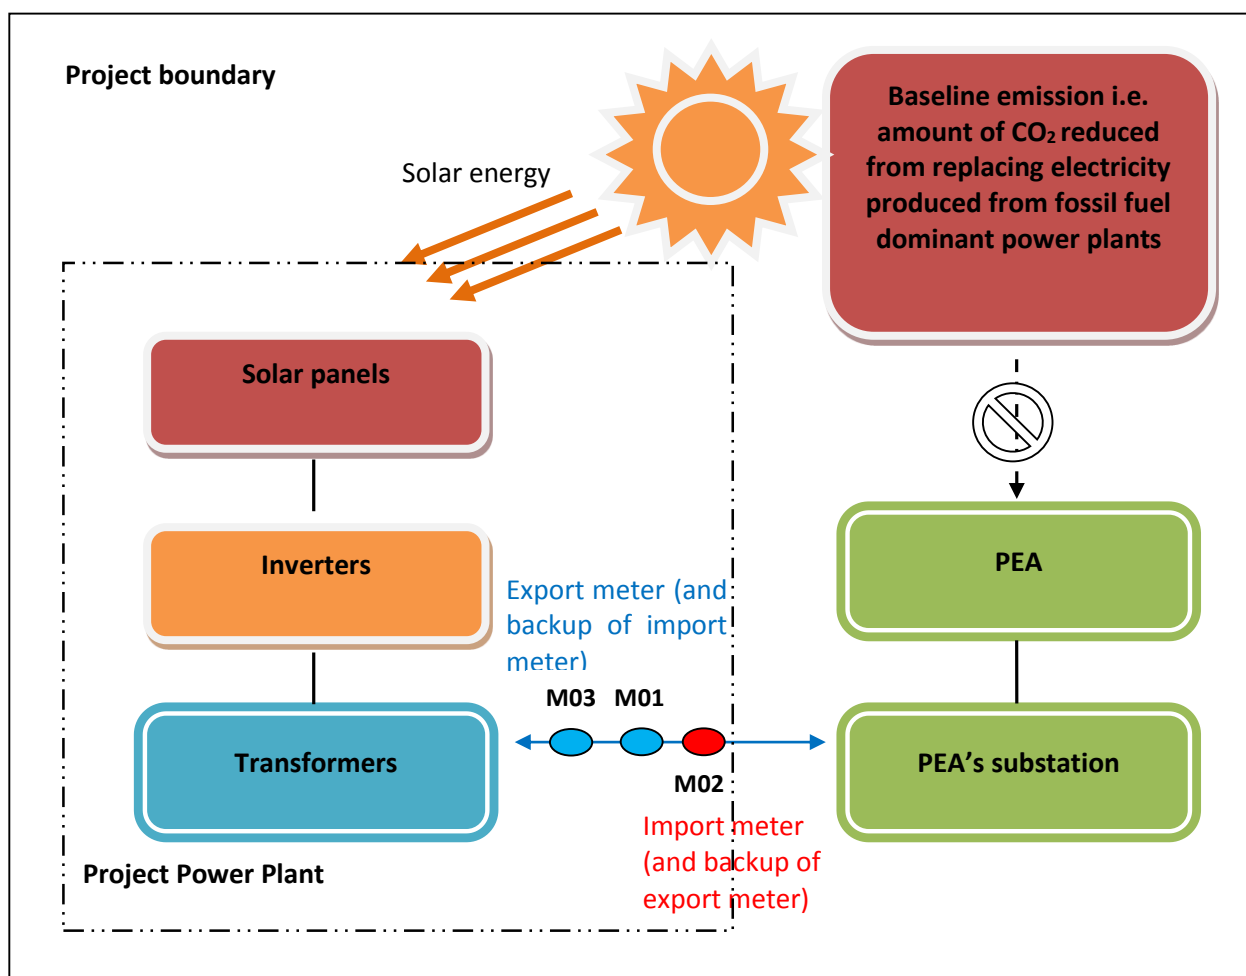 Project boundary
Baseline emission i.e.
amount of CO₂ reduced
from replacing electricity
produced from fossil fuel
dominant power plants
Solar energy
Solar panels
Inverters
Export meter (and
backup of import
meter)
PEA
M03 M01
Transformers
M02
PEA’s substation
Import meter
(and backup of
export meter)
Project Power Plant